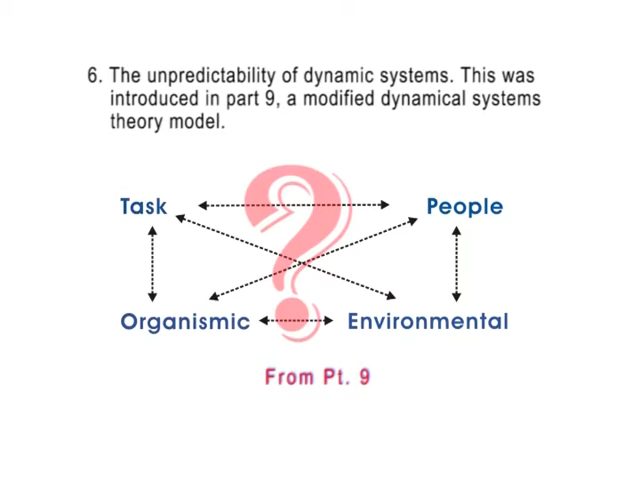 6. The unpredictability of dynamic systems. This was
introduced in part 9, a modified dynamical systems
theory model.
Task
People
?
Organismic
Environmental
From Pt. 9